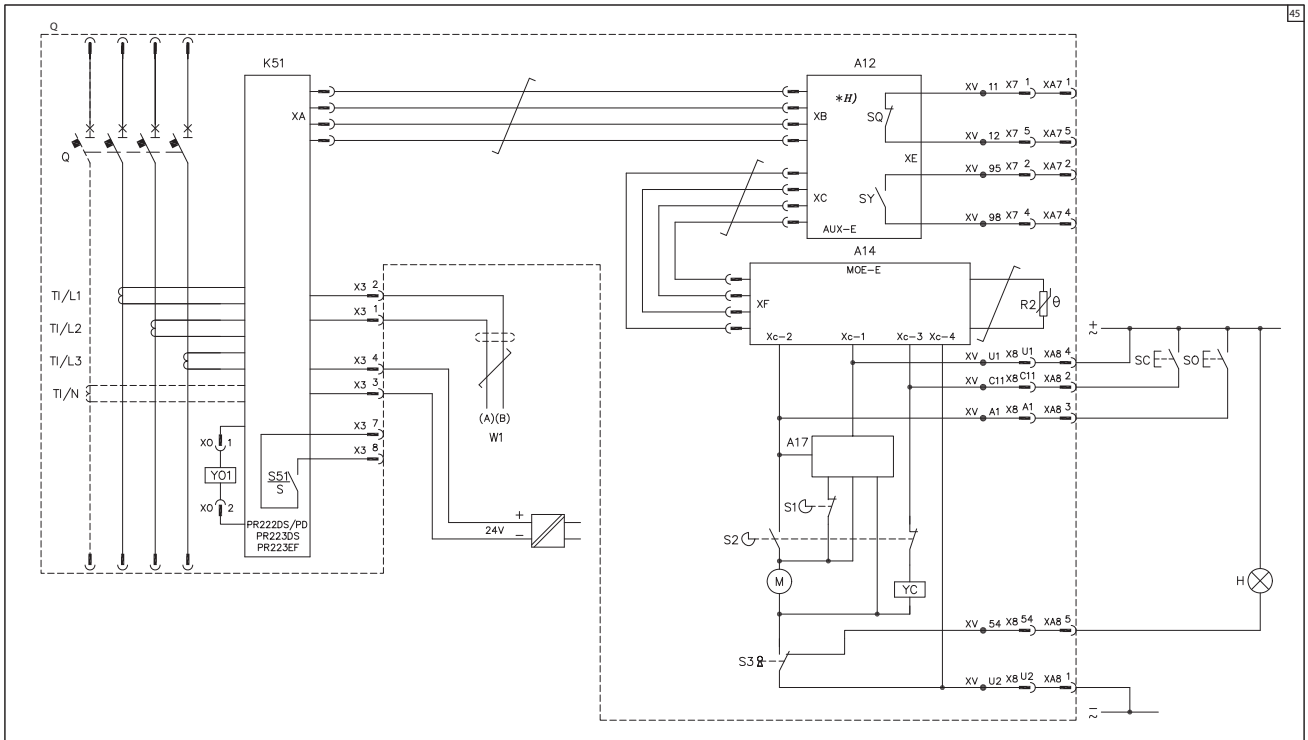 45
Q
K51
A12
XA
*H)
XB
SQ
XE
XC
SY
AUX-E
XV 11 X7 1 XA7 1
XV 12 X7 5 XA7 5
XV 95 X7 2 XA7 2
XV 98 X7 4 XA7 4
Q
A14
MOE-E
XF
Xc-2 Xc-1 Xc-3 Xc-4
R2 θ
TI/L1
TI/L2
TI/L3
TI/N
X3 2
X3 1
X3 4
X3 3
X3 7
X3 8
(A)(B)
W1
+
~
XV U1 X8 U1 XA8 4
XV C11 X8 C11 XA8 2
XV A1 X8 A1 XA8 3
SC
SO
XO 1
YO1
XO 2
S51
S
PR222DS/PD
PR223DS
PR223EF
+
24V
−
A17
S1
S2
M
YC
H
XV 54 X8 54 XA8 5
S3
XV U2 X8 U2 XA8 1
−
~